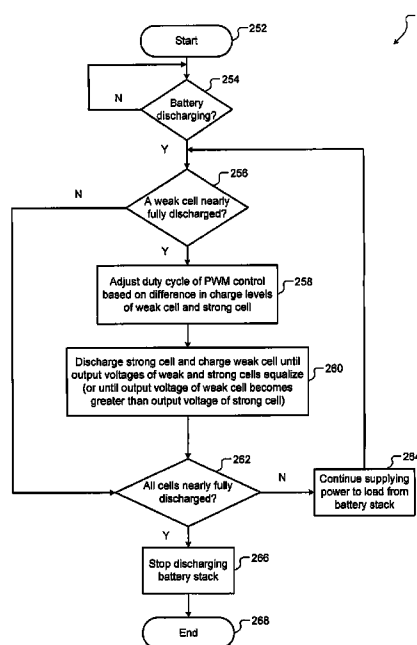 Start
252
254
N
Battery
discharging?
Y
256
N
A weak cell nearly
fully discharged?
Y
Adjust duty cycle of PWM control
based on difference in charge levels
of weak cell and strong cell
258
Discharge strong cell and charge weak cell until
output voltages of weak and strong cells equalize
(or until output voltage of weak cell becomes
greater than output voltage of strong cell)
260
262
All cells nearly fully
discharged?
N
Continue supplying
power to load from
battery stack
Y
Stop discharging
battery stack
266
End
268